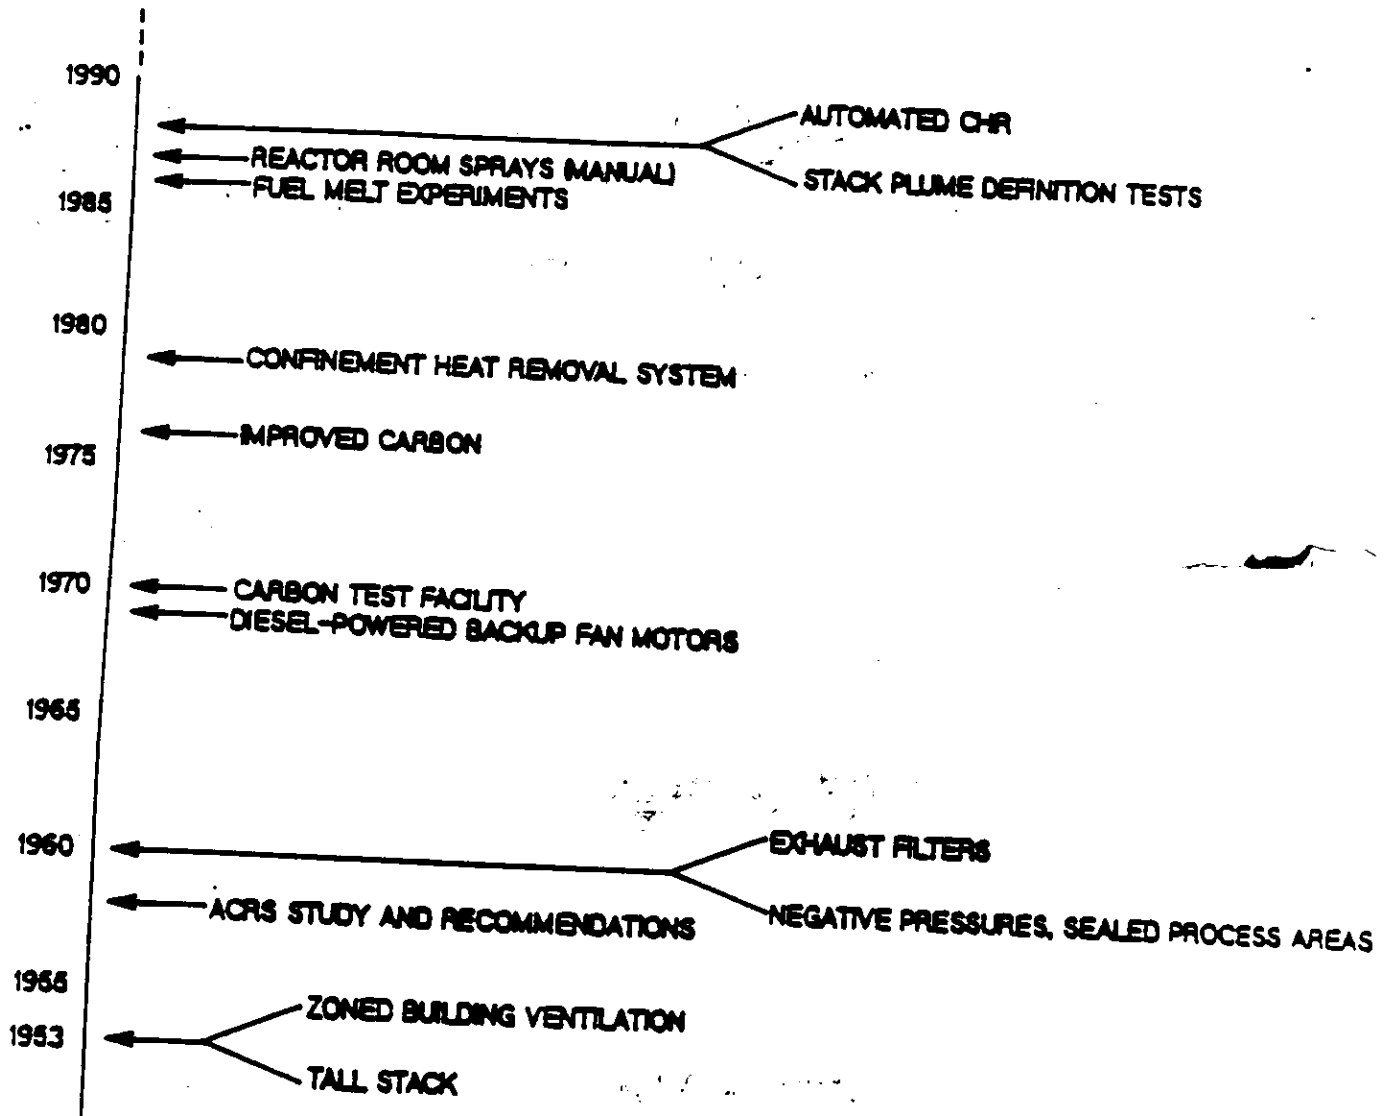 1990
AUTOMATED CHR
REACTOR ROOM SPRAYS (MANUAL)
STACK PLUME DEFINITION TESTS
FUEL MELT EXPERIMENTS
1985
1980
CONFINEMENT HEAT REMOVAL SYSTEM
IMPROVED CARBON
1975
1970
CARBON TEST FACILITY
DIESEL-POWERED BACKUP FAN MOTORS
1965
1960
EXHAUST FILTERS
ACRS STUDY AND RECOMMENDATIONS
NEGATIVE PRESSURES, SEALED PROCESS AREAS
1955
ZONED BUILDING VENTILATION
1953
TALL STACK